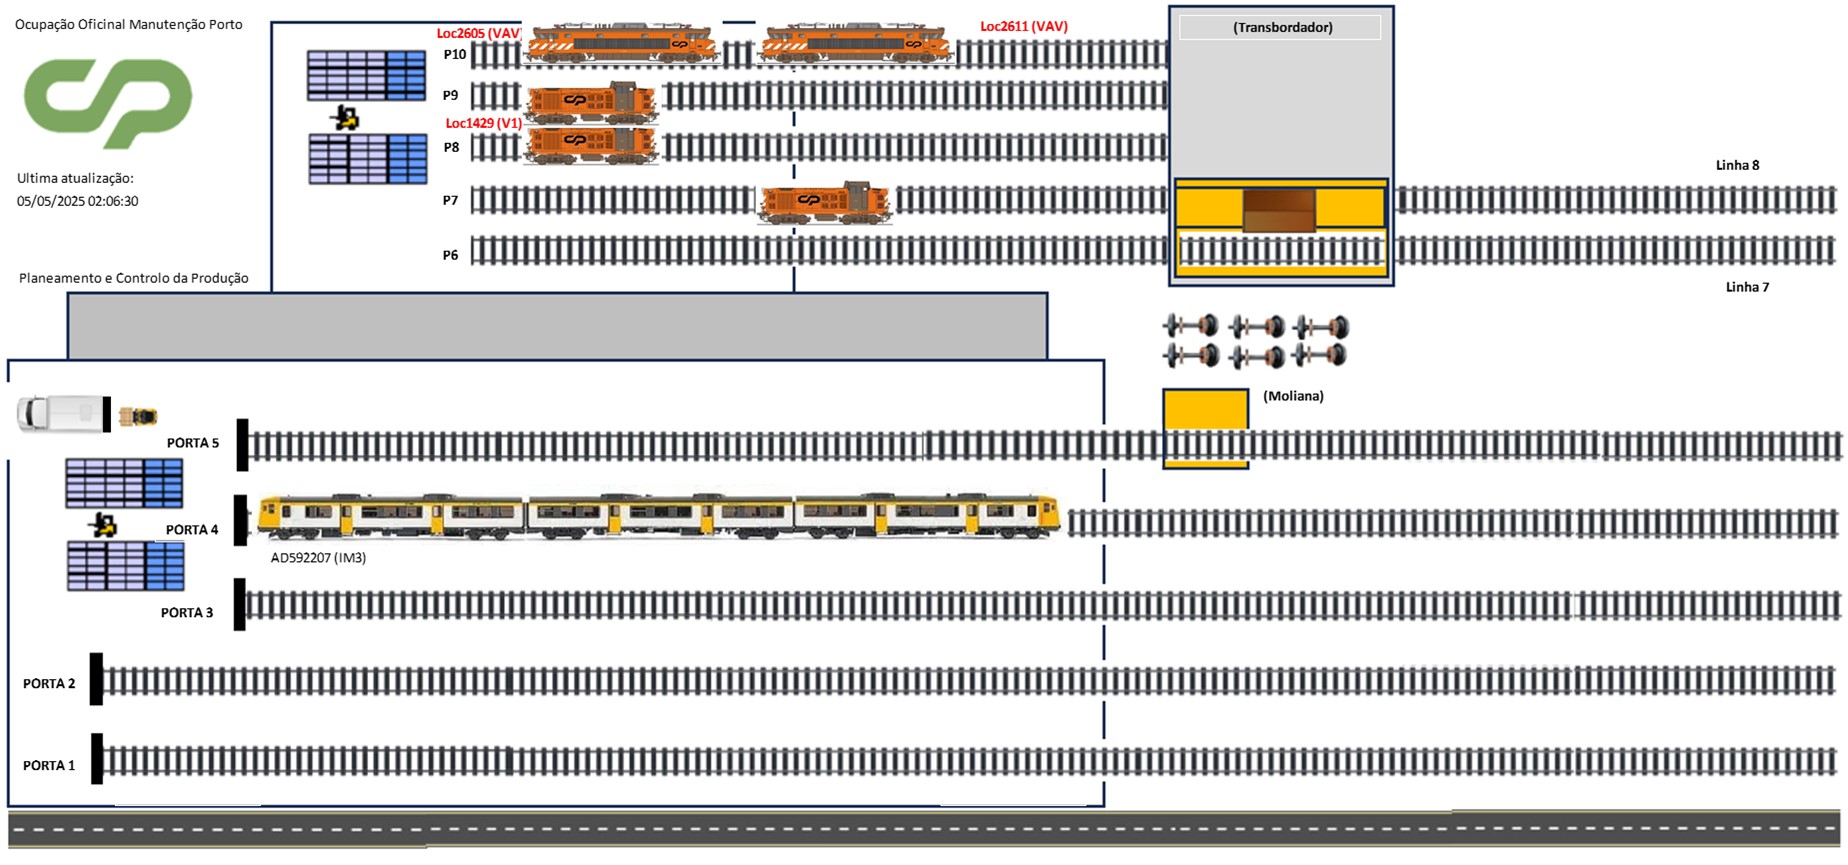 Ocupação Oficinal Manutenção Porto
Loc2605 (VAV)
Loc2611 (VAV)
(Transbordador)
P10
P9
Loc1429 (V1)
P8
Linha 8
Ultima atualização:
05/05/2025 02:06:30
P7
P6
Planeamento e Controlo da Produção
Linha 7
(Moliana)
PORTA 5
PORTA 4
AD592207 (IM3)
PORTA 3
PORTA 2
PORTA 1